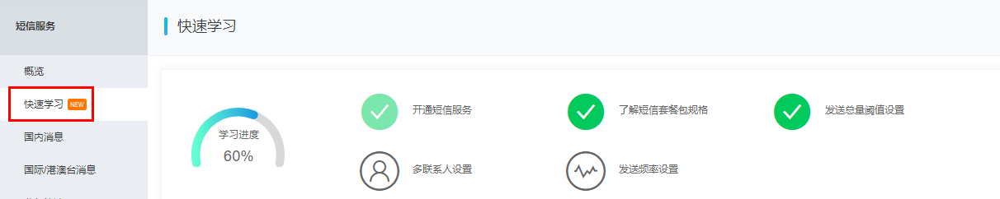 短信服务
概览
快速学习 NEW
国内消息
国际/港澳台消息
快速学习
学习进度
60%
开通短信服务
了解短信套餐包规格
发送总量阈值设置
多联系人设置
发送频率设置